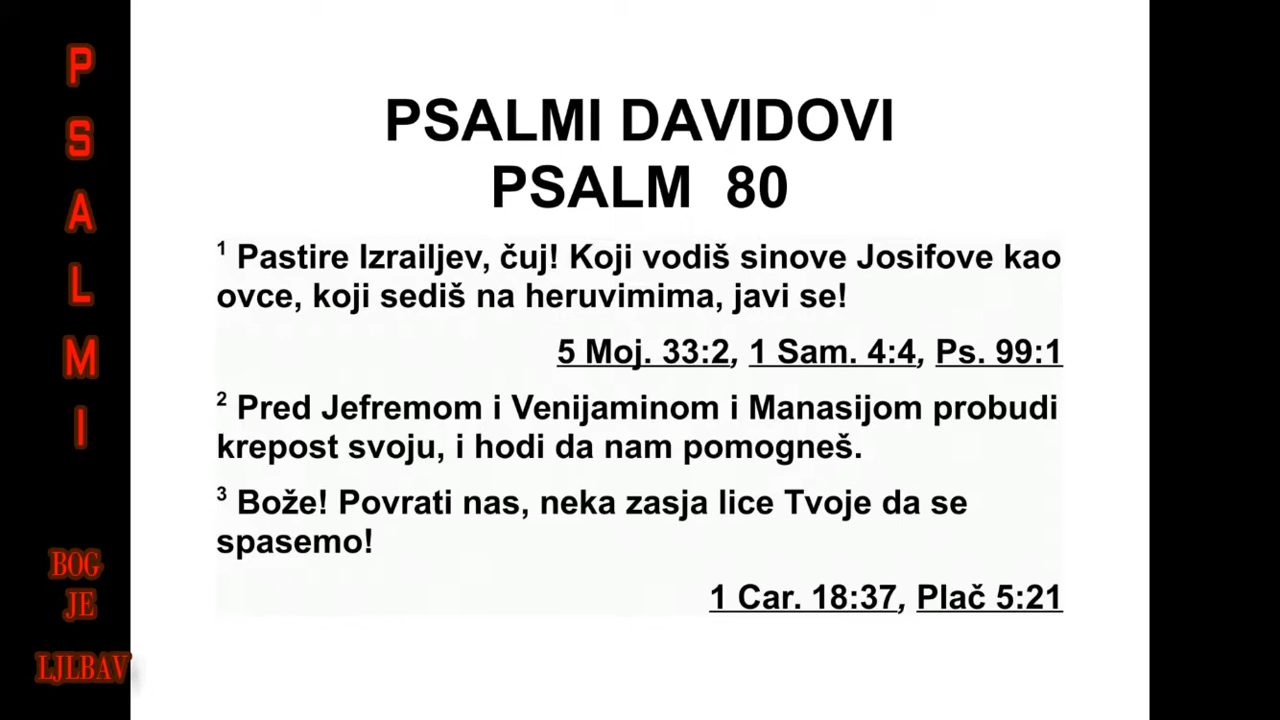 P
S
A
L
M
I
BOG
JE
LJLBAV
PSALMI DAVIDOVI
PSALM 80
1 Pastire Izrailjev, čuj! Koji vodiš sinove Josifove kao
ovce, koji sediš na heruvimima, javi se!
5 Moj. 33:2, 1 Sam. 4:4, Ps. 99:1
2 Pred Jefremom i Venijaminom i Manasijom probudi
krepost svoju, i hodi da nam pomogneš.
3 Bože! Povrati nas, neka zasja lice Tvoje da se
spasemo!
1 Car. 18:37, Plač 5:21